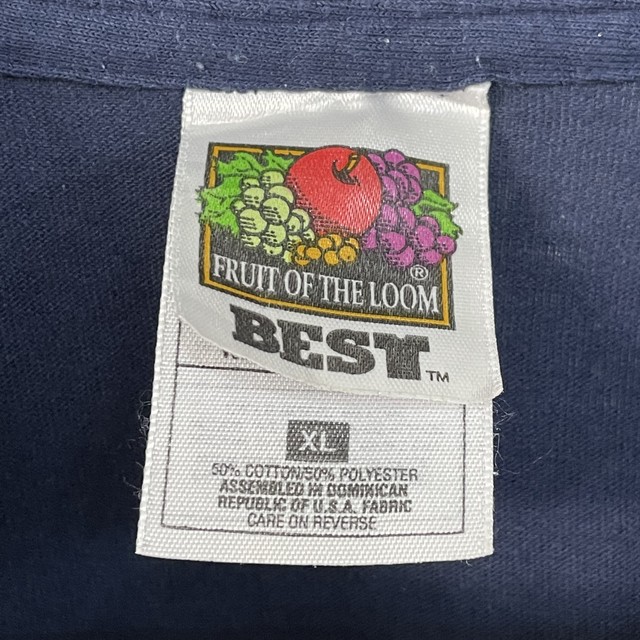 FRUIT OF THE LOOM®
BEST™
XL
50% COTTON/50% POLYESTER
ASSEMBLED IN DOMINICAN
REPUBLIC OF U.S.A. FABRIC
CARE ON REVERSE